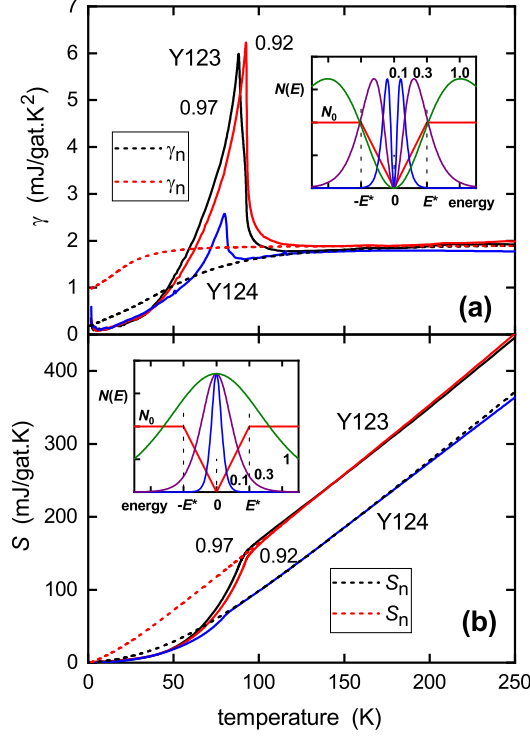 7
(a)
Y123
0.92
0.97
0.1
0.3
1.0
N(E)
N₀
-E*
0
E*
energy
γₙ
γₙ
Y124
γ (mJ/gat.K²)
6
5
4
3
2
1
0
(a)
400
300
200
100
0
S (mJ/gat.K)
N(E)
N₀
1
0.3
0.1
energy
-E*
0
E*
Y123
Y124
0.97
0.92
Sₙ
Sₙ
(b)
0
50
100
150
200
250
temperature (K)